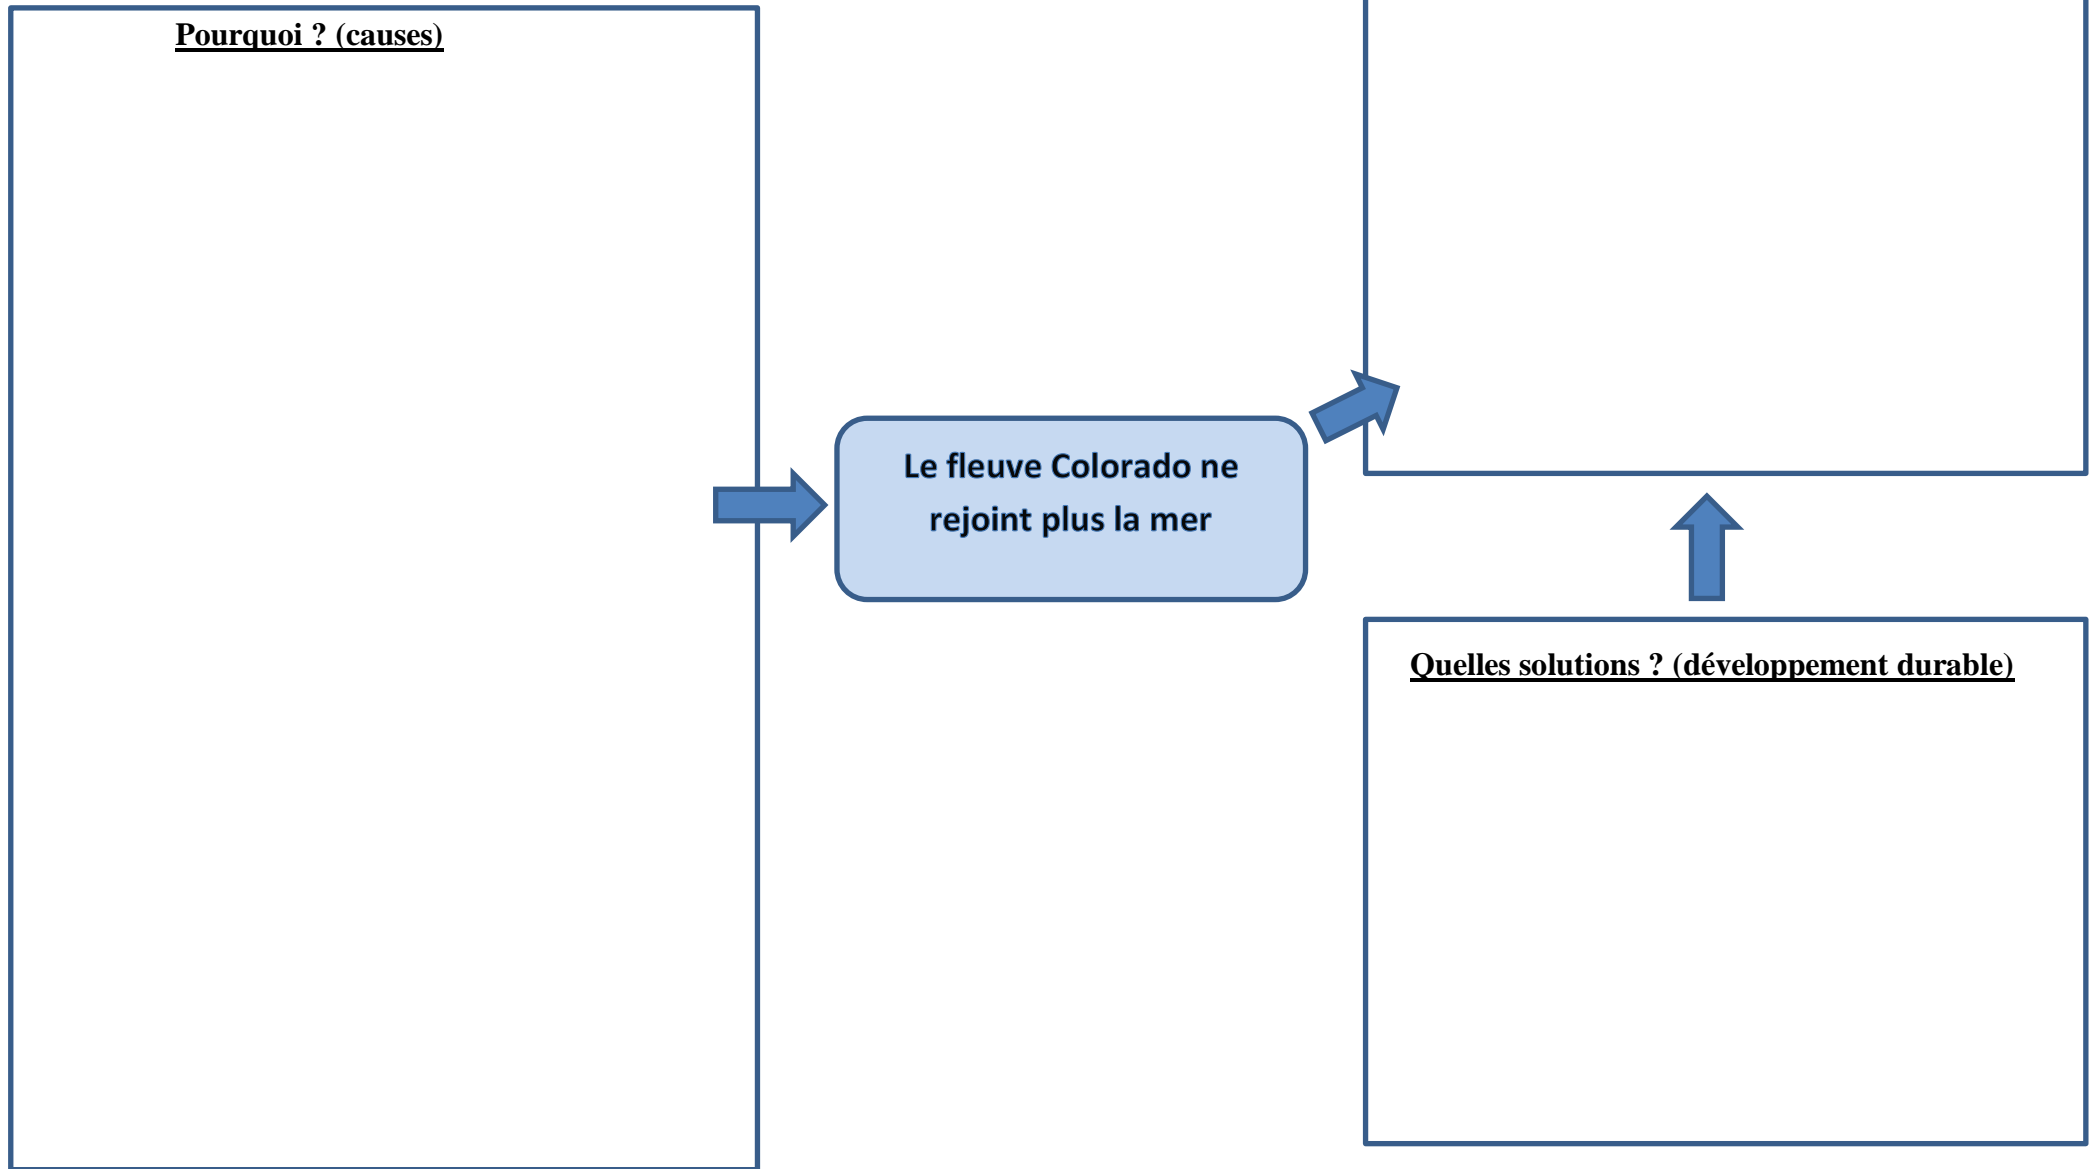 Pourquoi ? (causes)
Le fleuve Colorado ne
rejoint plus la mer
Quelles solutions ? (développement durable)